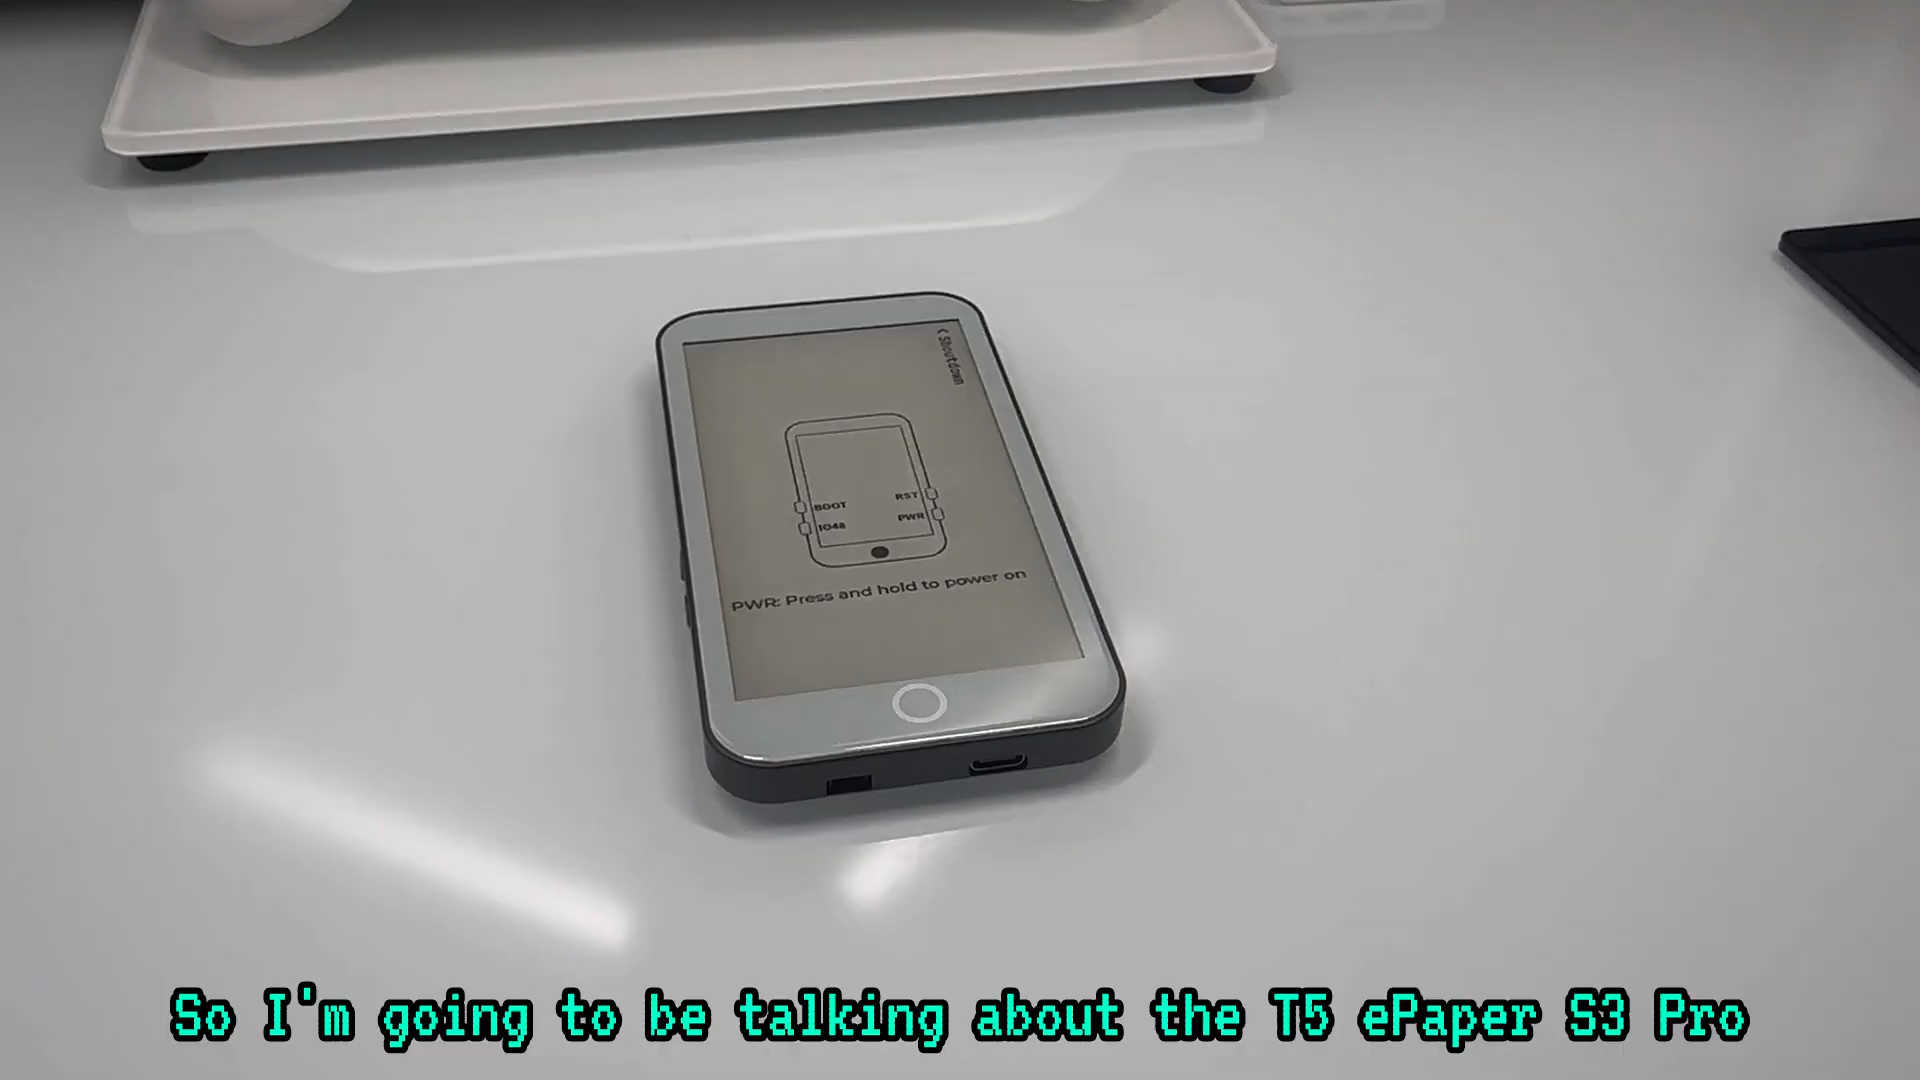 < Shoutdown
BOOT
RST
IO48
PWR
PWR: Press and hold to power on
So I'm going to be talking about the T5 ePaper S3 Pro